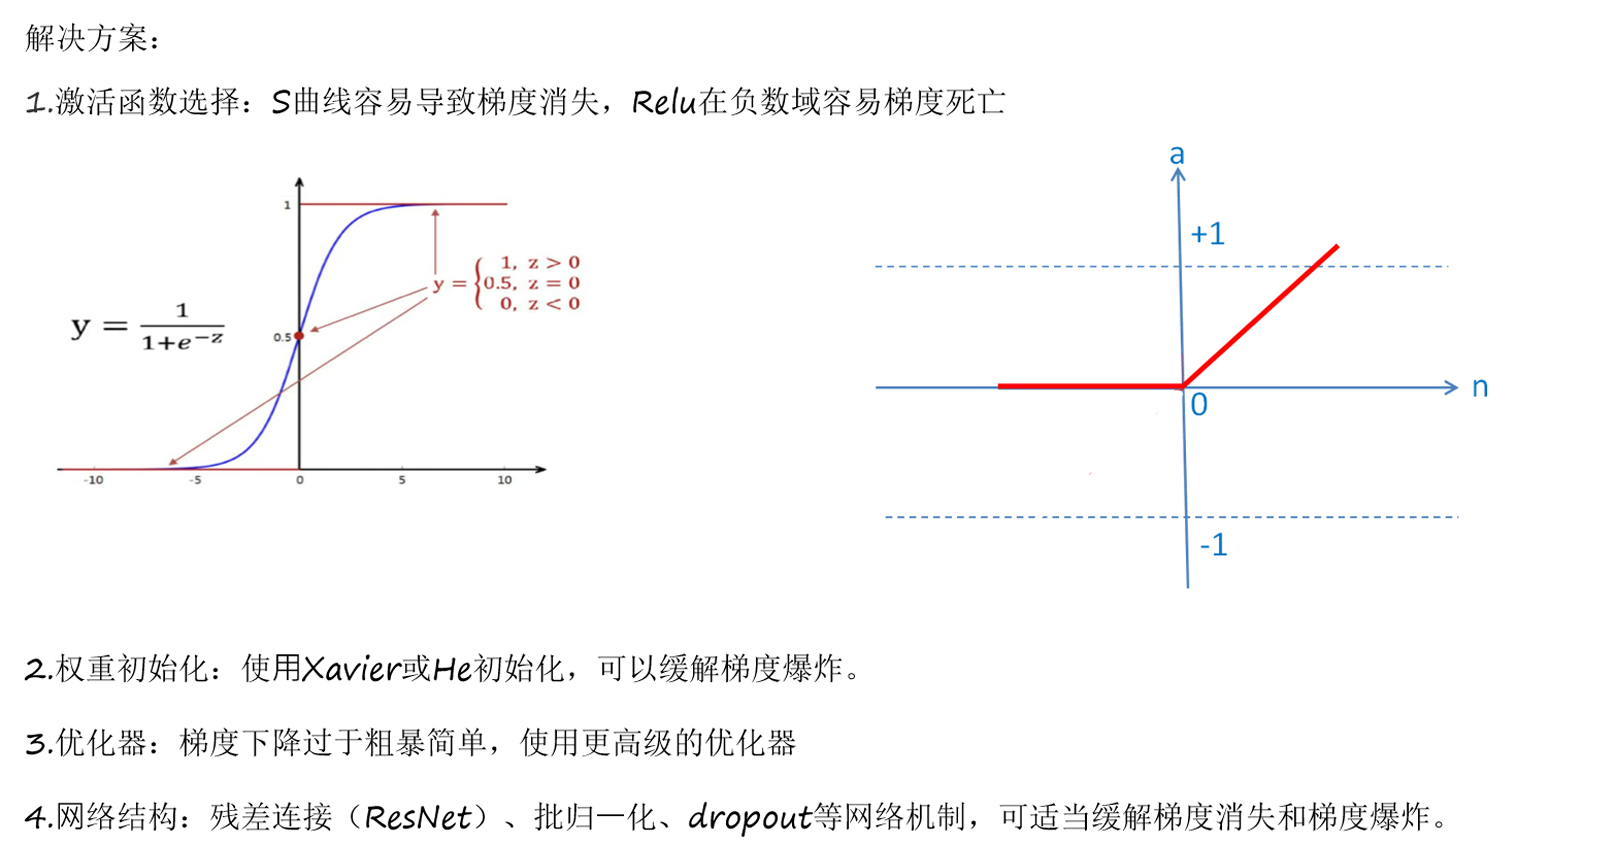 解决方案：
1.激活函数选择：S曲线容易导致梯度消失，Relu在负数域容易梯度死亡
a
1
+1
1, z > 0
y = {0.5, z = 0
0, z < 0
y = 1/(1+e^{-z})
0.5
n
0
-10 -5 0 5 10
-1
2.权重初始化：使用Xavier或He初始化，可以缓解梯度爆炸。
3.优化器：梯度下降过于粗暴简单，使用更高级的优化器
4.网络结构：残差连接（ResNet）、批归一化、dropout等网络机制，可适当缓解梯度消失和梯度爆炸。